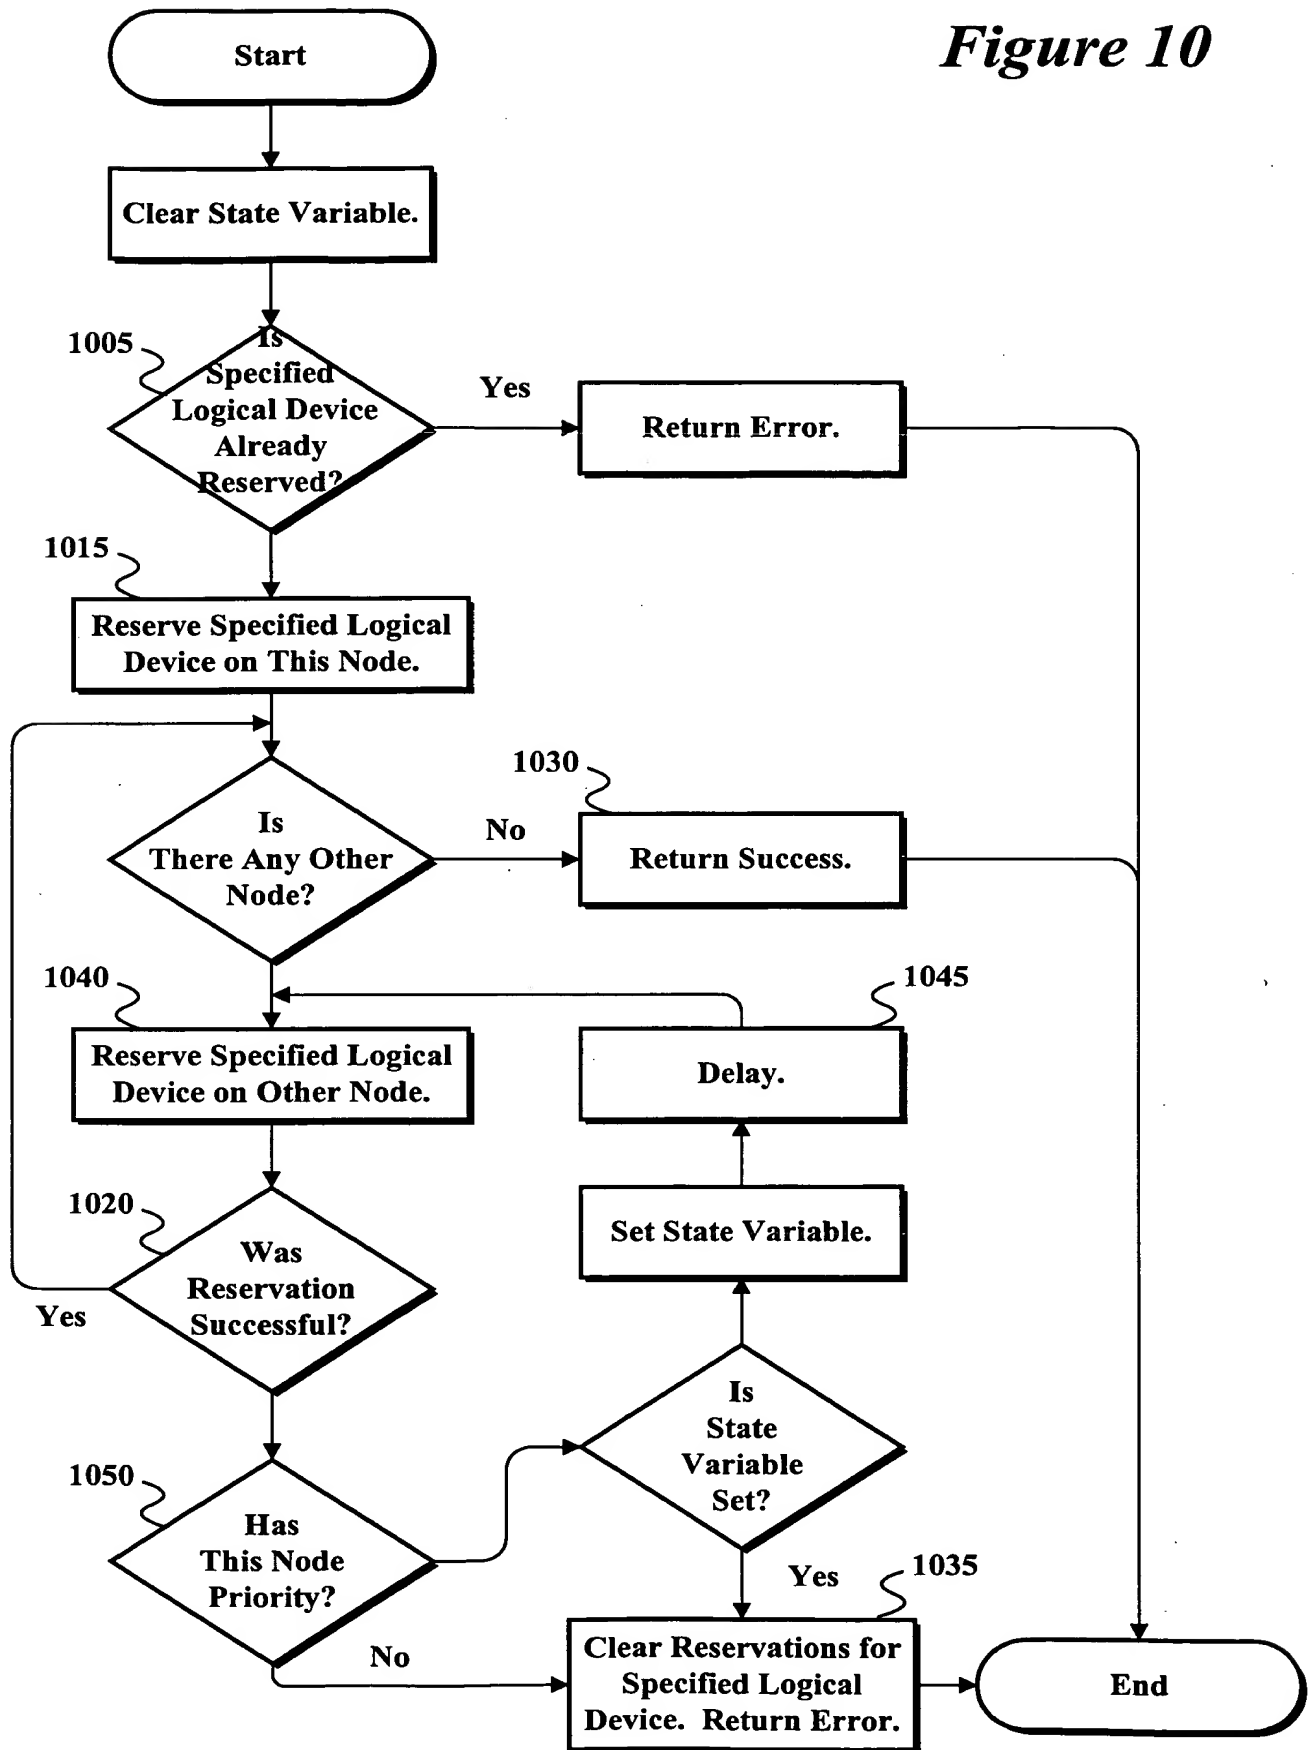 Figure 10
Start
Clear State Variable.
1005
Is
Specified
Logical Device
Already
Reserved?
Yes
Return Error.
1015
Reserve Specified Logical
Device on This Node.
Is
There Any Other
Node?
No
1030
Return Success.
1040
Reserve Specified Logical
Device on Other Node.
1045
Delay.
1020
Was
Reservation
Successful?
Yes
Set State Variable.
Is
State
Variable
Set?
1050
Has
This Node
Priority?
No
Yes
1035
Clear Reservations for
Specified Logical
Device. Return Error.
End